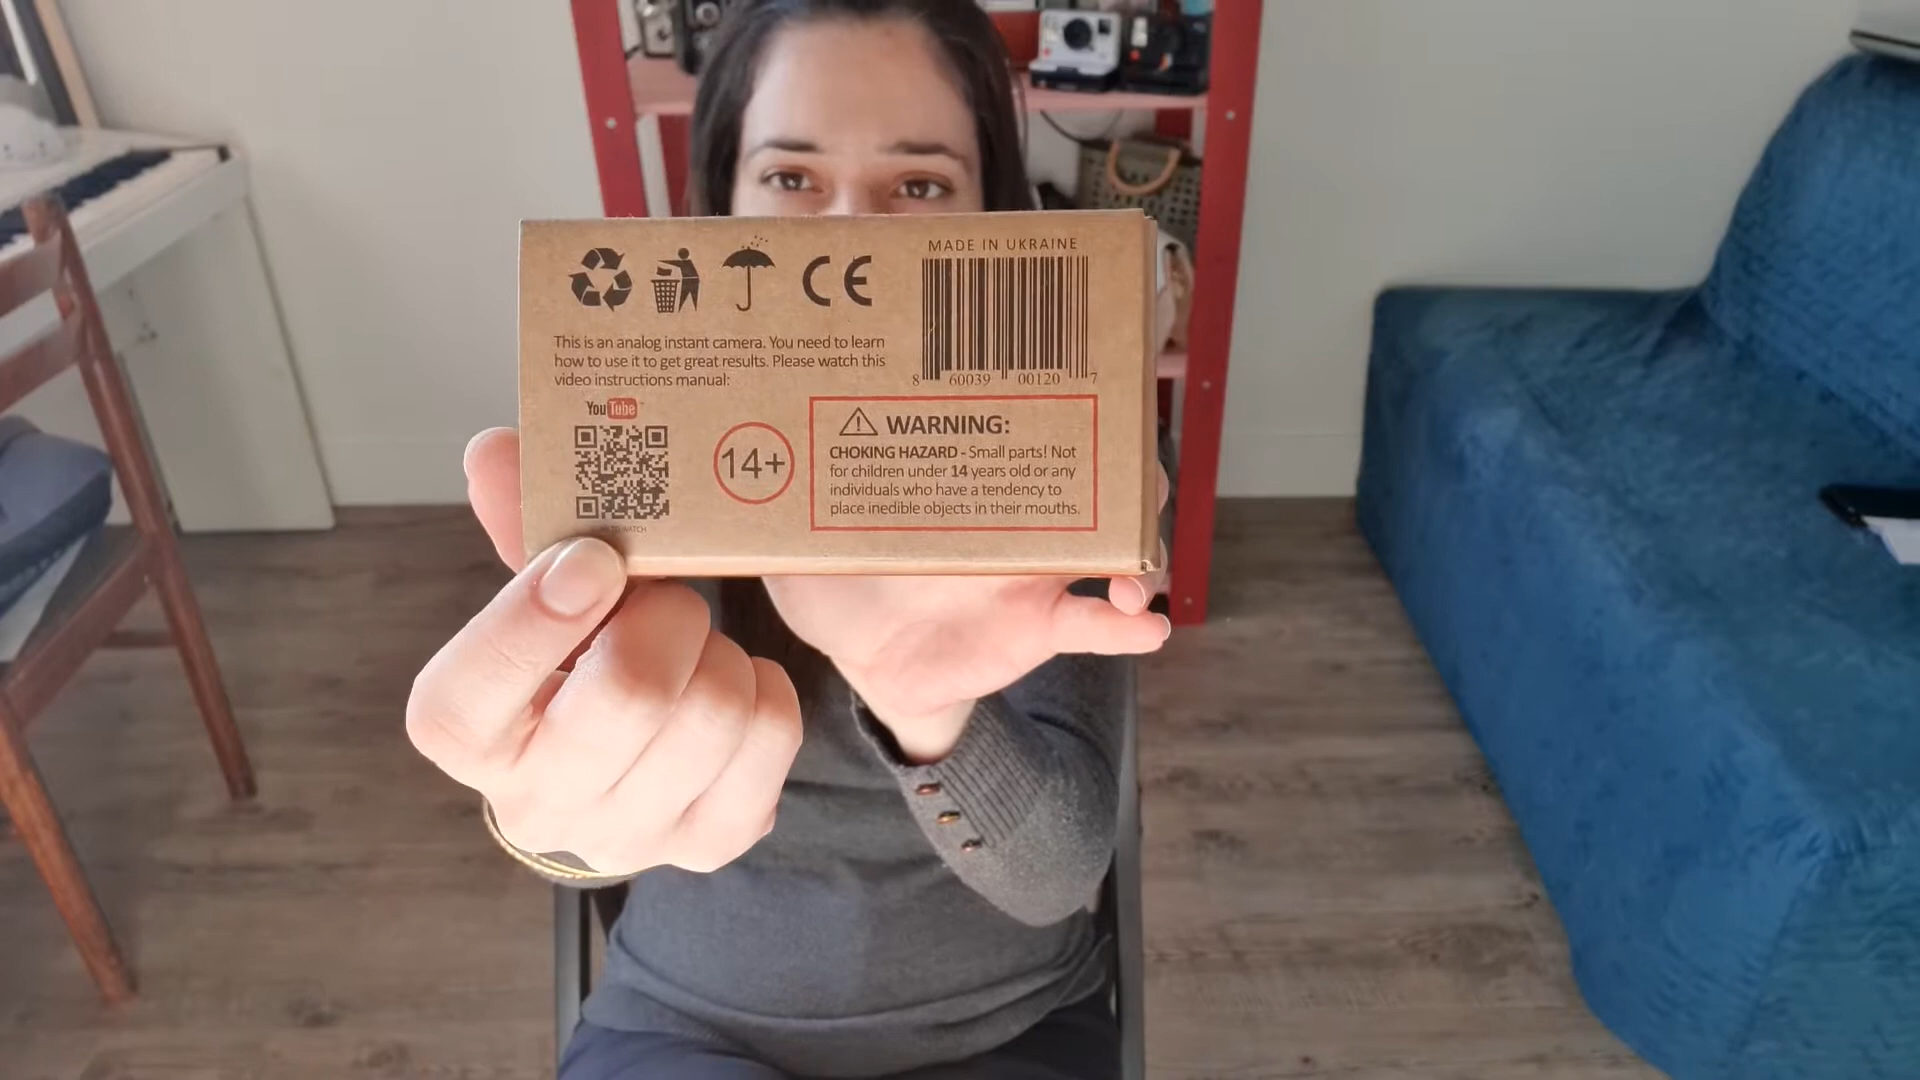 MADE IN UKRAINE
CE
This is an analog instant camera. You need to learn
how to use it to get great results. Please watch this
video instructions manual:
8 60039 00120 7
YouTube
WARNING:
14+
CHOKING HAZARD - Small parts! Not
for children under 14 years old or any
individuals who have a tendency to
place inedible objects in their mouths.